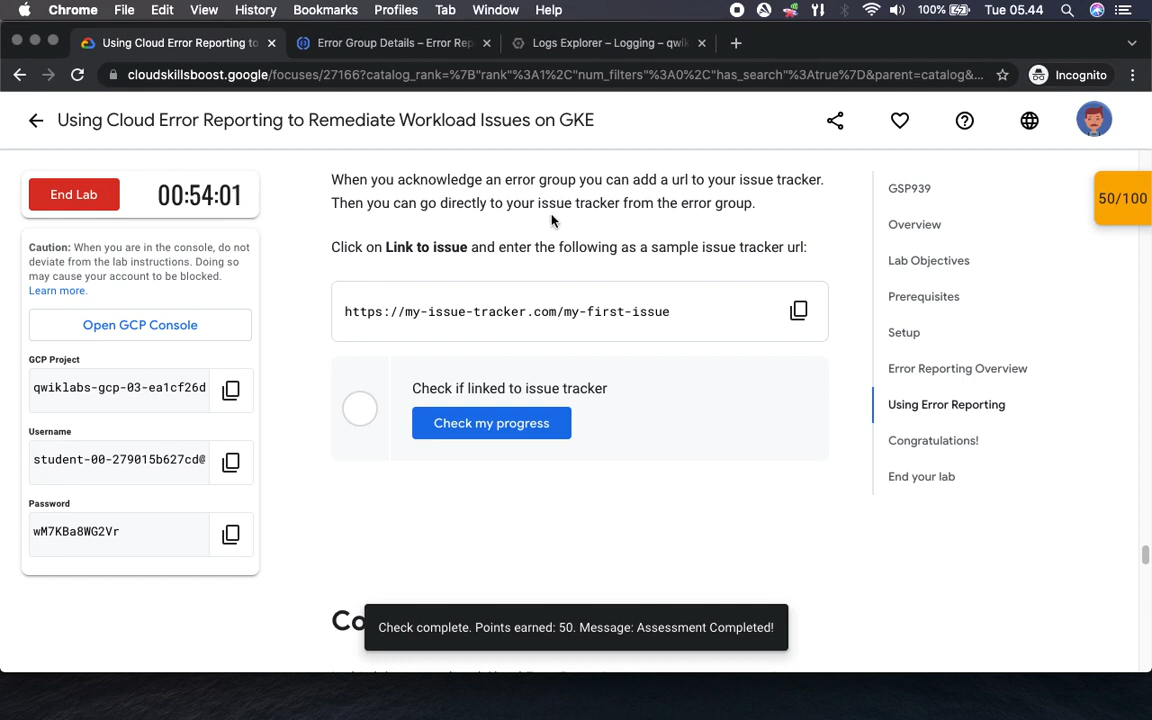 Chrome File Edit View History Bookmarks Profiles Tab Window Help 100% Tue 05.44
Using Cloud Error Reporting to
Error Group Details – Error Rep
Logs Explorer – Logging – qwik
cloudskillsboost.google/focuses/27166?catalog_rank=%7B"rank"%3A1%2C"num_filters"%3A0%2C"has_search"%3Atrue%7D&parent=catalog&...
Incognito
Using Cloud Error Reporting to Remediate Workload Issues on GKE
End Lab
00:54:01
Caution: When you are in the console, do not
deviate from the lab instructions. Doing so
may cause your account to be blocked.
Learn more.
Open GCP Console
GCP Project
qwiklabs-gcp-03-ea1cf26d
Username
student-00-279015b627cd@
Password
wM7KBa8WG2Vr
When you acknowledge an error group you can add a url to your issue tracker.
Then you can go directly to your issue tracker from the error group.
Click on Link to issue and enter the following as a sample issue tracker url:
https://my-issue-tracker.com/my-first-issue
Check if linked to issue tracker
Check my progress
Co
Check complete. Points earned: 50. Message: Assessment Completed!
GSP939
Overview
Lab Objectives
Prerequisites
Setup
Error Reporting Overview
Using Error Reporting
Congratulations!
End your lab
50/100